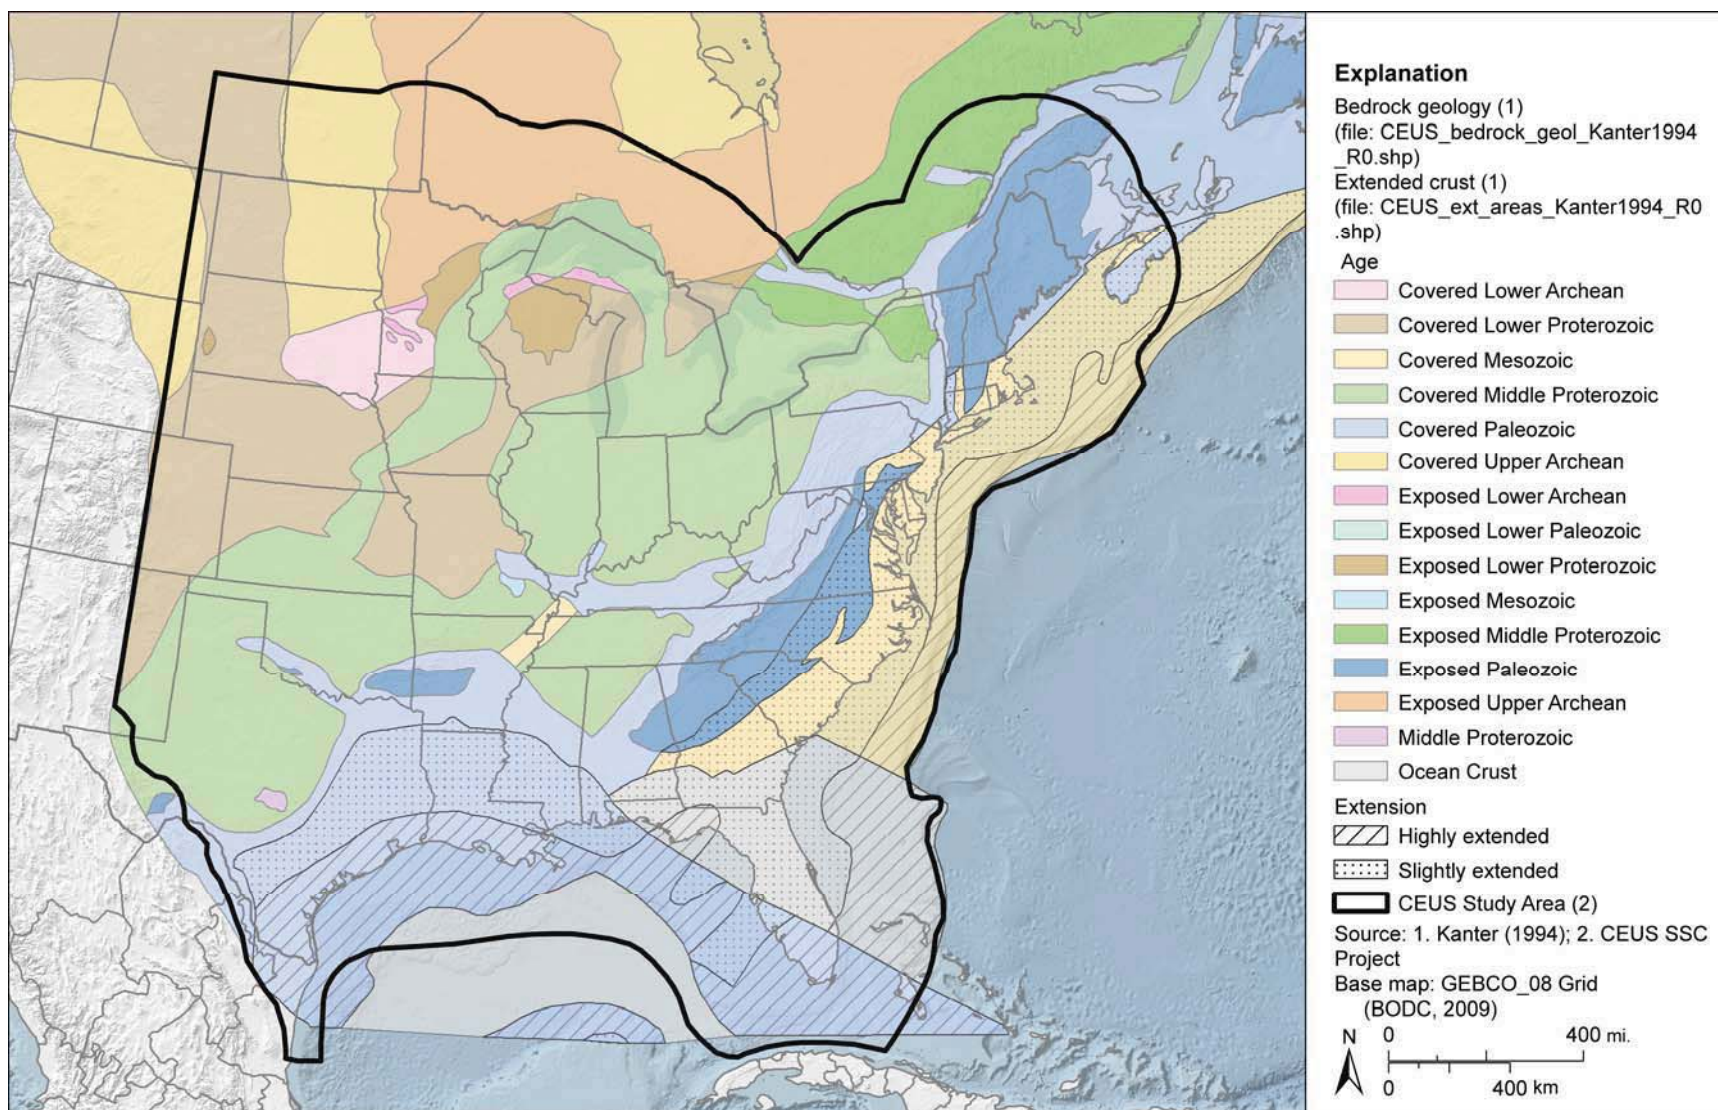 Explanation
Bedrock geology (1)
(file: CEUS_bedrock_geol_Kanter1994
_R0.shp)
Extended crust (1)
(file: CEUS_ext_areas_Kanter1994_R0
.shp)
Age
Covered Lower Archean
Covered Lower Proterozoic
Covered Mesozoic
Covered Middle Proterozoic
Covered Paleozoic
Covered Upper Archean
Exposed Lower Archean
Exposed Lower Paleozoic
Exposed Lower Proterozoic
Exposed Mesozoic
Exposed Middle Proterozoic
Exposed Paleozoic
Exposed Upper Archean
Middle Proterozoic
Ocean Crust
Extension
Highly extended
Slightly extended
CEUS Study Area (2)
Source: 1. Kanter (1994); 2. CEUS SSC
Project
Base map: GEBCO_08 Grid
(BODC, 2009)
N 0 400 mi.
0 400 km